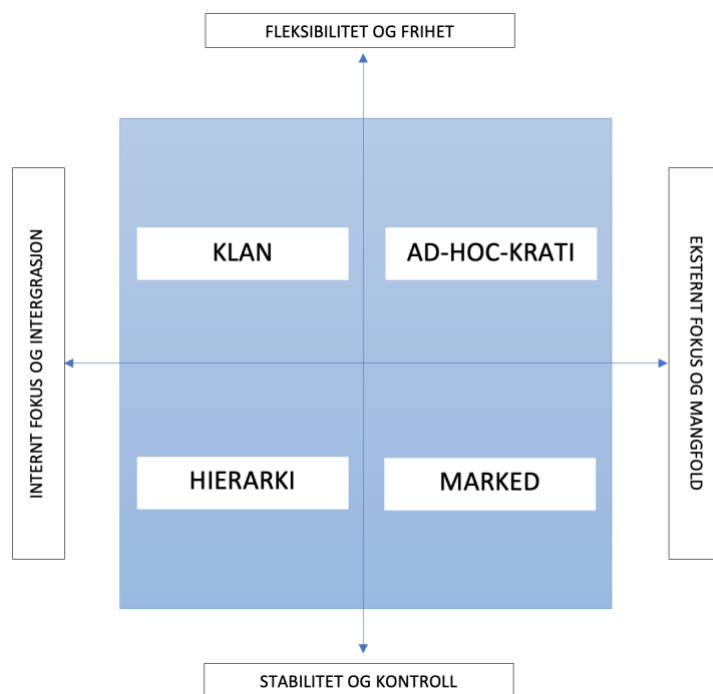 FLEKSIBILITET OG FRIHET
INTERNT FOKUS OG INTERGRASJON
KLAN
AD-HOC-KRATI
EKSTERNT FOKUS OG MANGFOLD
HIERARKI
MARKED
STABILITET OG KONTROLL